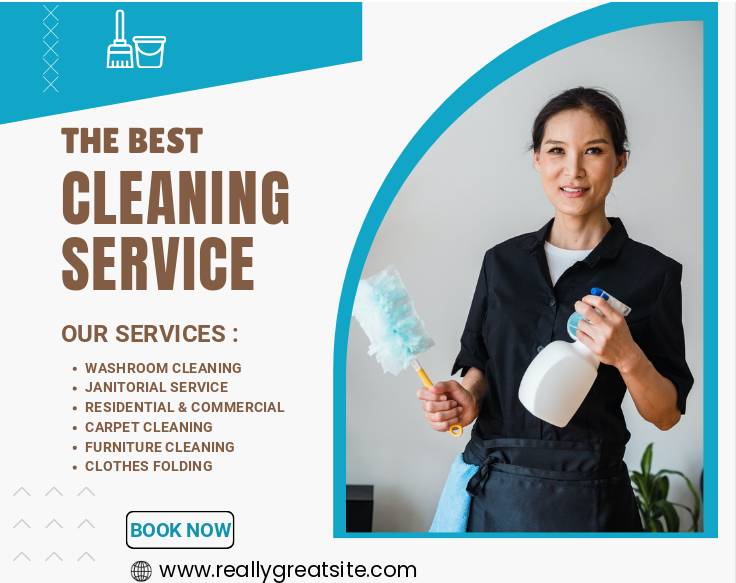 THE BEST
CLEANING
SERVICE
OUR SERVICES :
• WASHROOM CLEANING
• JANITORIAL SERVICE
• RESIDENTIAL & COMMERCIAL
• CARPET CLEANING
• FURNITURE CLEANING
• CLOTHES FOLDING
BOOK NOW
www.reallygreatsite.com